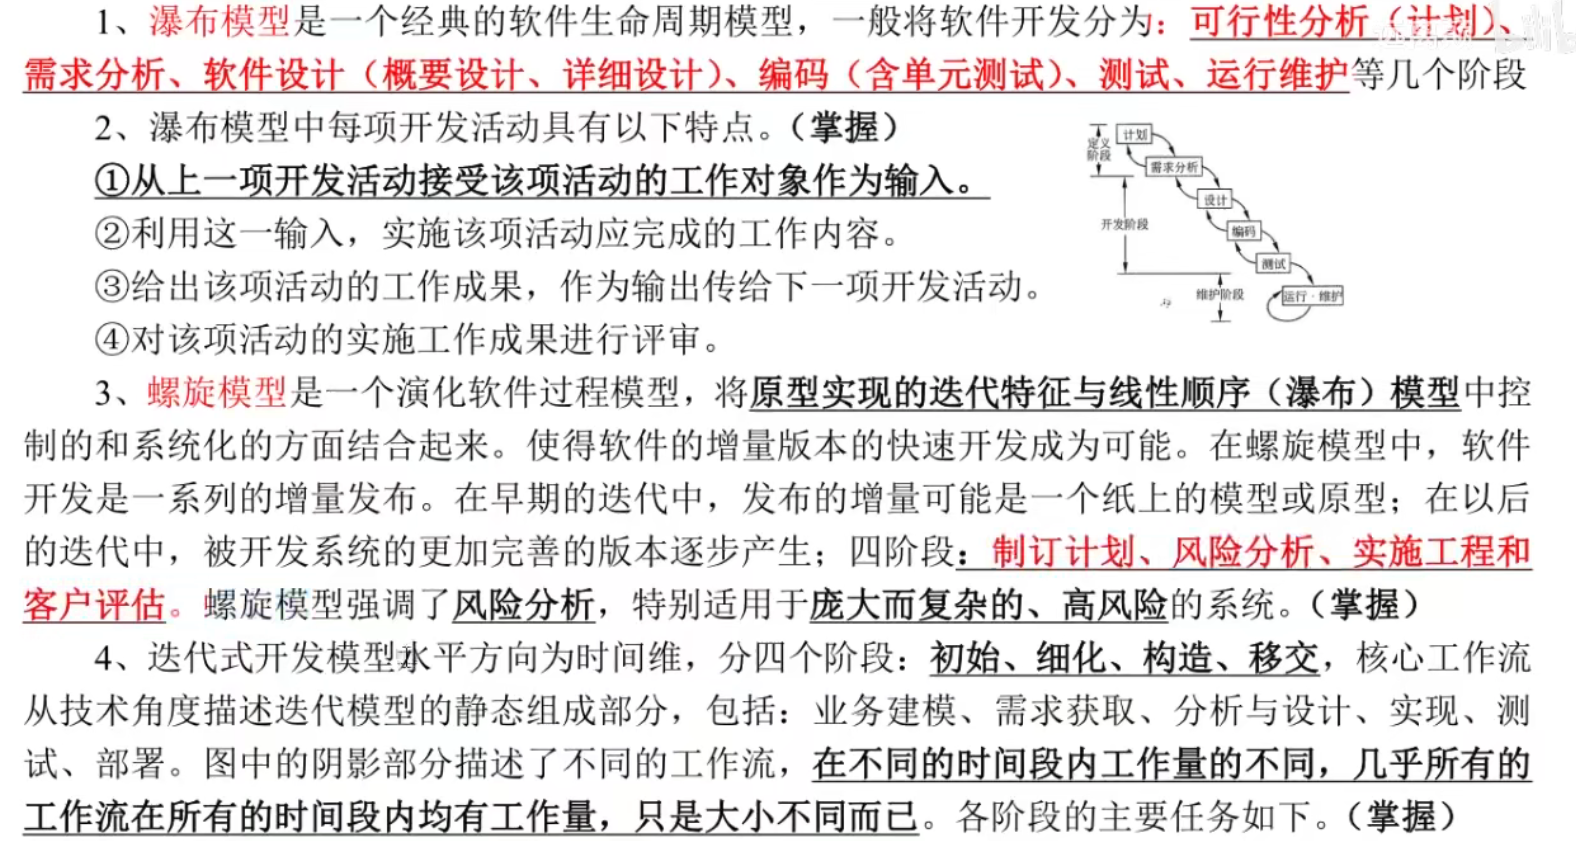 1、瀑布模型是一个经典的软件生命周期模型，一般将软件开发分为：可行性分析（计划）、
需求分析、软件设计（概要设计、详细设计）、编码（含单元测试）、测试、运行维护等几个阶段
2、瀑布模型中每项开发活动具有以下特点。（掌握）
①从上一项开发活动接受该项活动的工作对象作为输入。
②利用这一输入，实施该项活动应完成的工作内容。
③给出该项活动的工作成果，作为输出传给下一项开发活动。
④对该项活动的实施工作成果进行评审。
定义
阶段
开发阶段
维护阶段
计划
需求分析
设计
编码
测试
运行·维护
3、螺旋模型是一个演化软件过程模型，将原型实现的迭代特征与线性顺序（瀑布）模型中控
制的和系统化的方面结合起来。使得软件的增量版本的快速开发成为可能。在螺旋模型中，软件
开发是一系列的增量发布。在早期的迭代中，发布的增量可能是一个纸上的模型或原型；在以后
的迭代中，被开发系统的更加完善的版本逐步产生；四阶段：制订计划、风险分析、实施工程和
客户评估。螺旋模型强调了风险分析，特别适用于庞大而复杂的、高风险的系统。（掌握）
4、迭代式开发模型水平方向为时间维，分四个阶段：初始、细化、构造、移交，核心工作流
从技术角度描述迭代模型的静态组成部分，包括：业务建模、需求获取、分析与设计、实现、测
试、部署。图中的阴影部分描述了不同的工作流，在不同的时间段内工作量的不同，几乎所有的
工作流在所有的时间段内均有工作量，只是大小不同而已。各阶段的主要任务如下。（掌握）